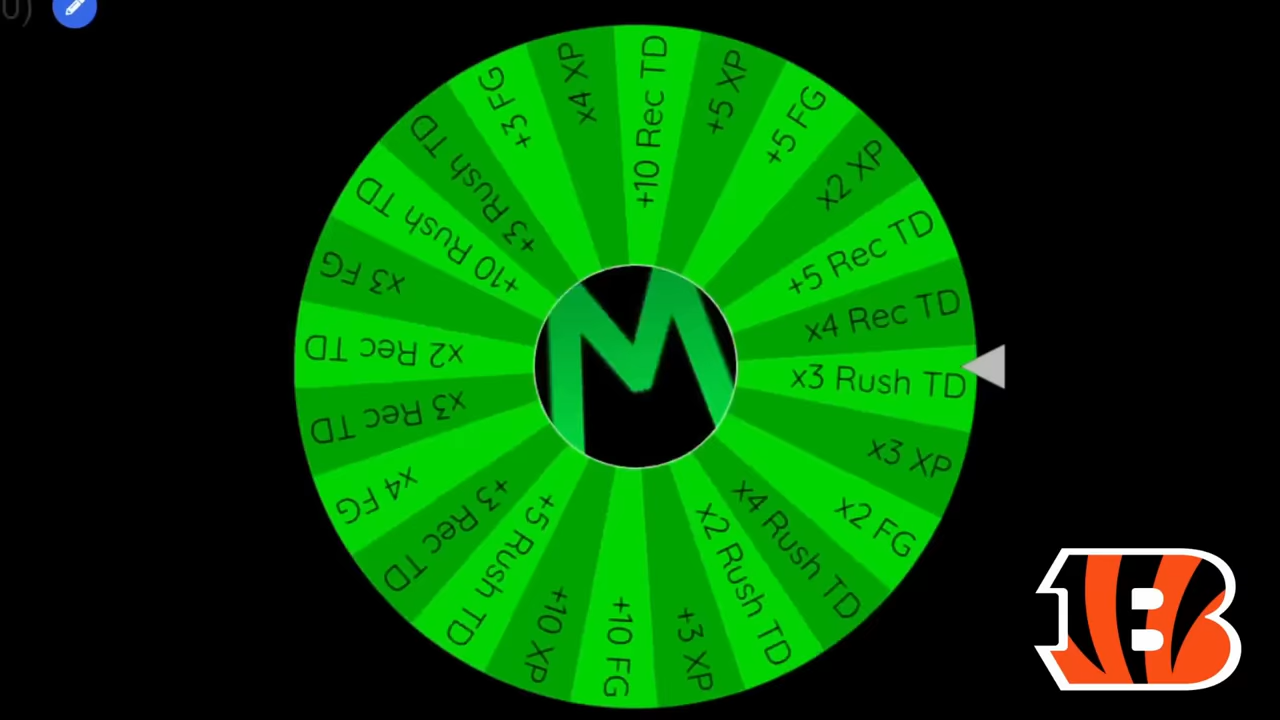 0)
+10 Rec TD
+5 XP
+5 FG
x2 XP
+5 Rec TD
x4 Rec TD
x3 Rush TD
x3 XP
x2 FG
x4 Rush TD
x2 Rush TD
+3 XP
+10 FG
+10 XP
+5 Rush TD
+3 Rec TD
x4 FG
x3 Rec TD
x2 Rec TD
x3 FG
+10 Rush TD
+3 Rush TD
+3 FG
x4 XP
M
B